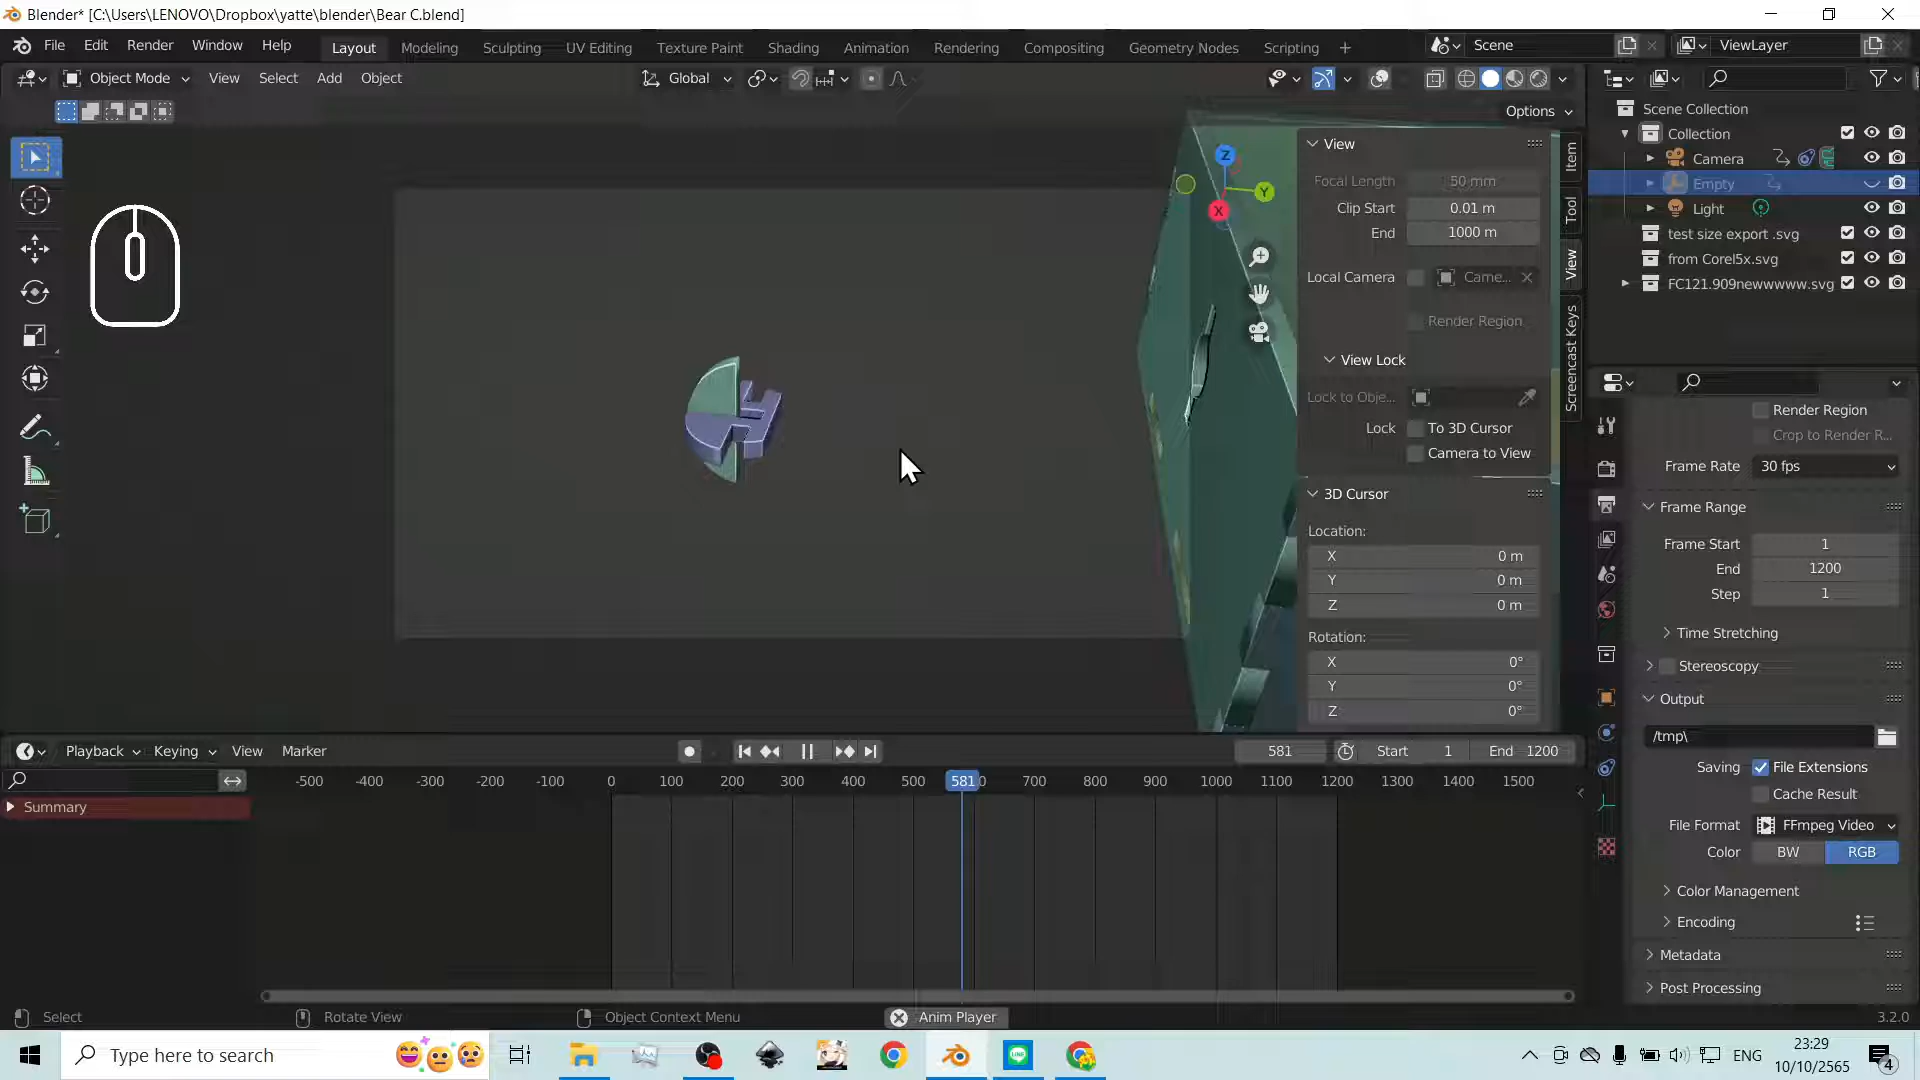 Blender* [C:\Users\LENOVO\Dropbox\yatte\blender\Bear C.blend]
File Edit Render Window Help Layout Modeling Sculpting UV Editing Texture Paint Shading Animation Rendering Compositing Geometry Nodes Scripting + Scene ViewLayer
Object Mode View Select Add Object Global
Options
View
Focal Length 50 mm
Clip Start 0.01 m
End 1000 m
Local Camera Came...
Render Region
View Lock
Lock to Obje...
Lock To 3D Cursor
Camera to View
3D Cursor
Location:
X 0 m
Y 0 m
Z 0 m
Rotation:
X 0°
Y 0°
Z 0°
Item
Tool
View
Screencast Keys
Z
Y
X
Scene Collection
Collection
Camera
Empty
Light
test size export .svg
from Corel5x.svg
FC121.909newwwww.svg
Render Region
Crop to Render R...
Frame Rate 30 fps
Frame Range
Frame Start 1
End 1200
Step 1
Time Stretching
Stereoscopy
Output
/tmp\
Saving File Extensions
Cache Result
File Format FFmpeg Video
Color BW RGB
Color Management
Encoding
Metadata
Post Processing
Playback Keying View Marker 581 Start 1 End 1200
-500 -400 -300 -200 -100 0 100 200 300 400 500 581 700 800 900 1000 1100 1200 1300 1400 1500
Summary
Select Rotate View Object Context Menu Anim Player 3.2.0
Type here to search ENG 23:29
10/10/2565 4